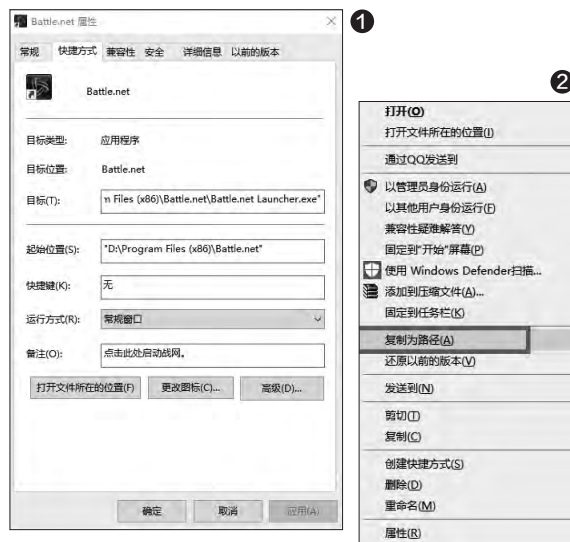 Battle.net 属性
❶
常规 快捷方式 兼容性 安全 详细信息 以前的版本
Battle.net
目标类型: 应用程序
目标位置: Battle.net
目标(T): n Files (x86)\Battle.net\Battle.net Launcher.exe"
起始位置(S): "D:\Program Files (x86)\Battle.net"
快捷键(K): 无
运行方式(R): 常规窗口
备注(O): 点击此处启动战网。
打开文件所在的位置(F) 更改图标(C)... 高级(D)...
确定 取消 应用(A)
❷
打开(O)
打开文件所在的位置(I)
通过QQ发送到
以管理员身份运行(A)
以其他用户身份运行(F)
兼容性疑难解答(Y)
固定到"开始"屏幕(P)
使用 Windows Defender扫描...
添加到压缩文件(A)...
固定到任务栏(K)
复制为路径(A)
还原以前的版本(V)
发送到(N)
剪切(T)
复制(C)
创建快捷方式(S)
删除(D)
重命名(M)
属性(R)